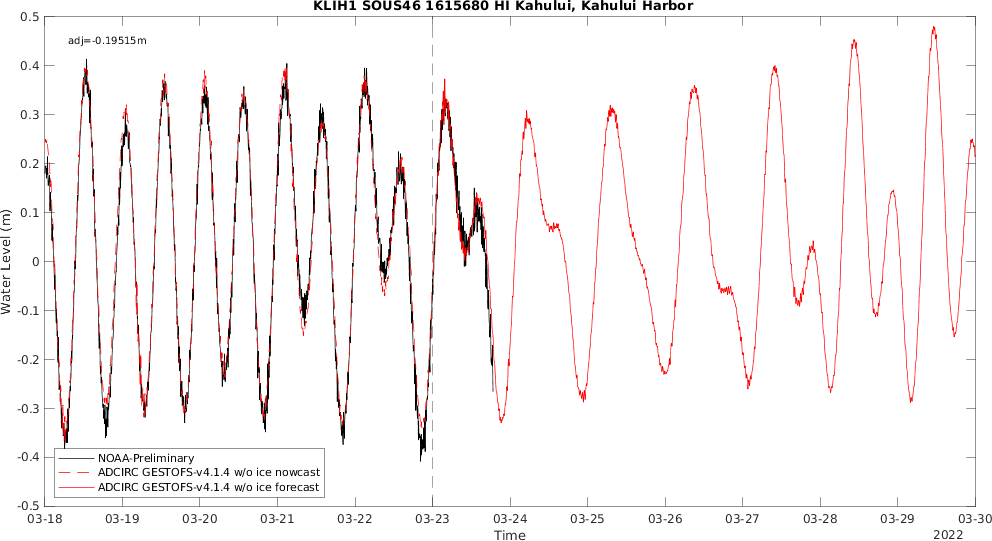 KLIH1 SOUS46 1615680 HI Kahului, Kahului Harbor
adj=-0.19515m
0.5
0.4
0.3
0.2
0.1
0
-0.1
-0.2
-0.3
-0.4
-0.5
Water Level (m)
NOAA-Preliminary
ADCIRC GESTOFS-v4.1.4 w/o ice nowcast
ADCIRC GESTOFS-v4.1.4 w/o ice forecast
03-18 03-19 03-20 03-21 03-22 03-23 03-24 03-25 03-26 03-27 03-28 03-29 03-30
Time
2022